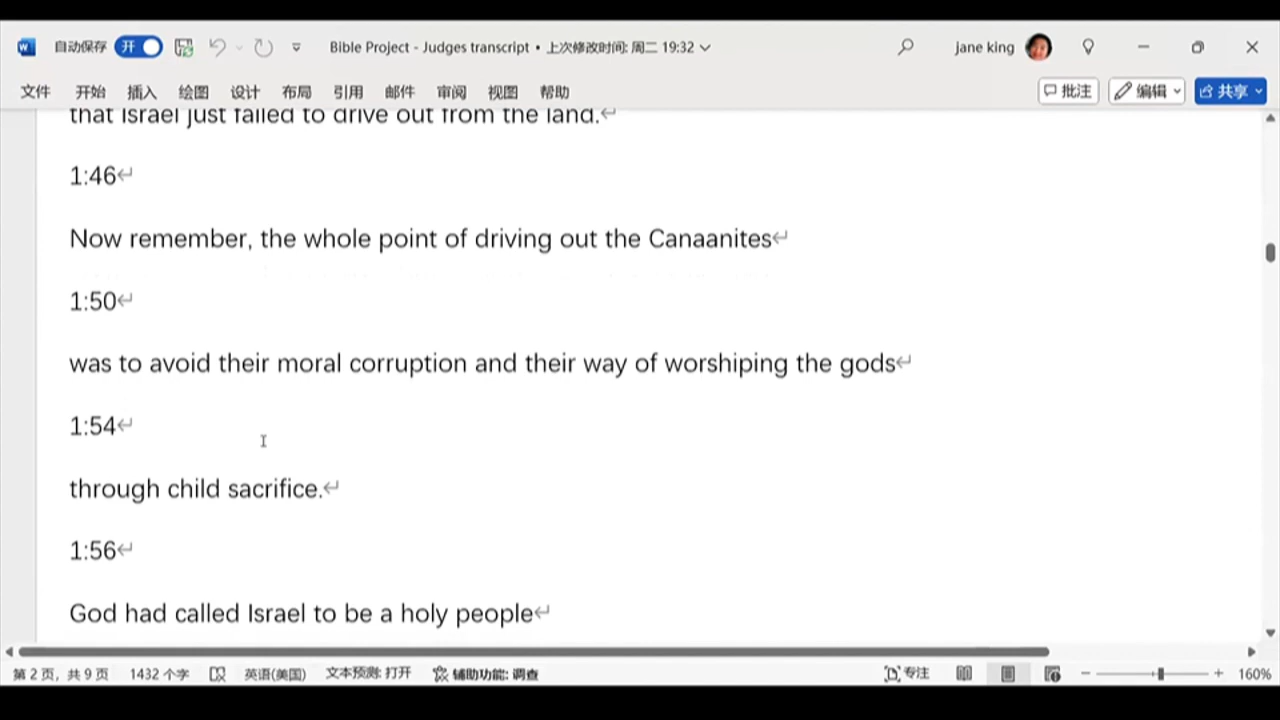 自动保存 开 Bible Project - Judges transcript • 上次修改时间: 周二 19:32 jane king
文件 开始 插入 绘图 设计 布局 引用 邮件 审阅 视图 帮助 批注 编辑 共享
that Israel just failed to drive out from the land.
1:46
Now remember, the whole point of driving out the Canaanites
1:50
was to avoid their moral corruption and their way of worshiping the gods
1:54
through child sacrifice.
1:56
God had called Israel to be a holy people
第 2 页, 共 9 页 1432 个字 英语(美国) 文本预测: 打开 辅助功能: 调查 专注 160%